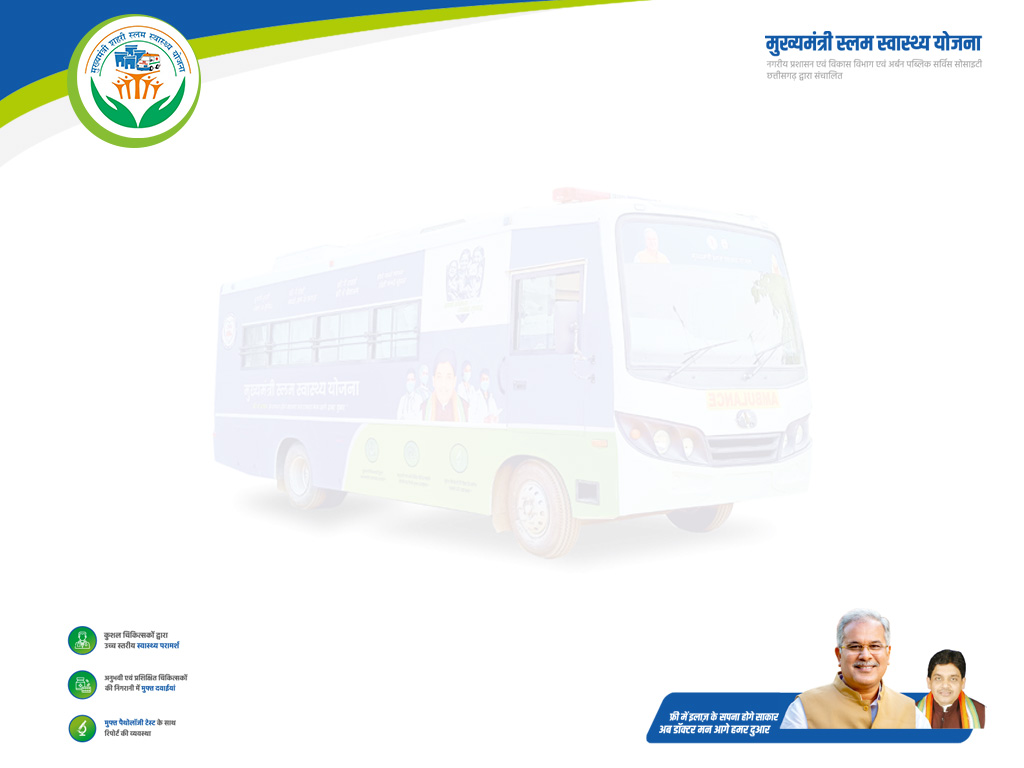 मुख्यमंत्री शहरी स्लम स्वास्थ्य योजना
मुख्यमंत्री स्लम स्वास्थ्य योजना
नगरीय प्रशासन एवं विकास विभाग एवं अर्बन पब्लिक सर्विस सोसाइटी
छत्तीसगढ़ द्वारा संचालित
मुख्यमंत्री स्लम स्वास्थ्य योजना
AMBULANCE
कुशल चिकित्सकों द्वारा
उच्च स्तरीय स्वास्थ्य परामर्श
अनुभवी एवं प्रशिक्षित चिकित्सकों
की निगरानी में मुफ्त दवाईयां
मुफ्त पैथोलॉजी टेस्ट के साथ
रिपोर्ट की व्यवस्था
फ्री में इलाज़ के सपना होगे साकार
अब डॉक्टर मन आगे हमर दुआर